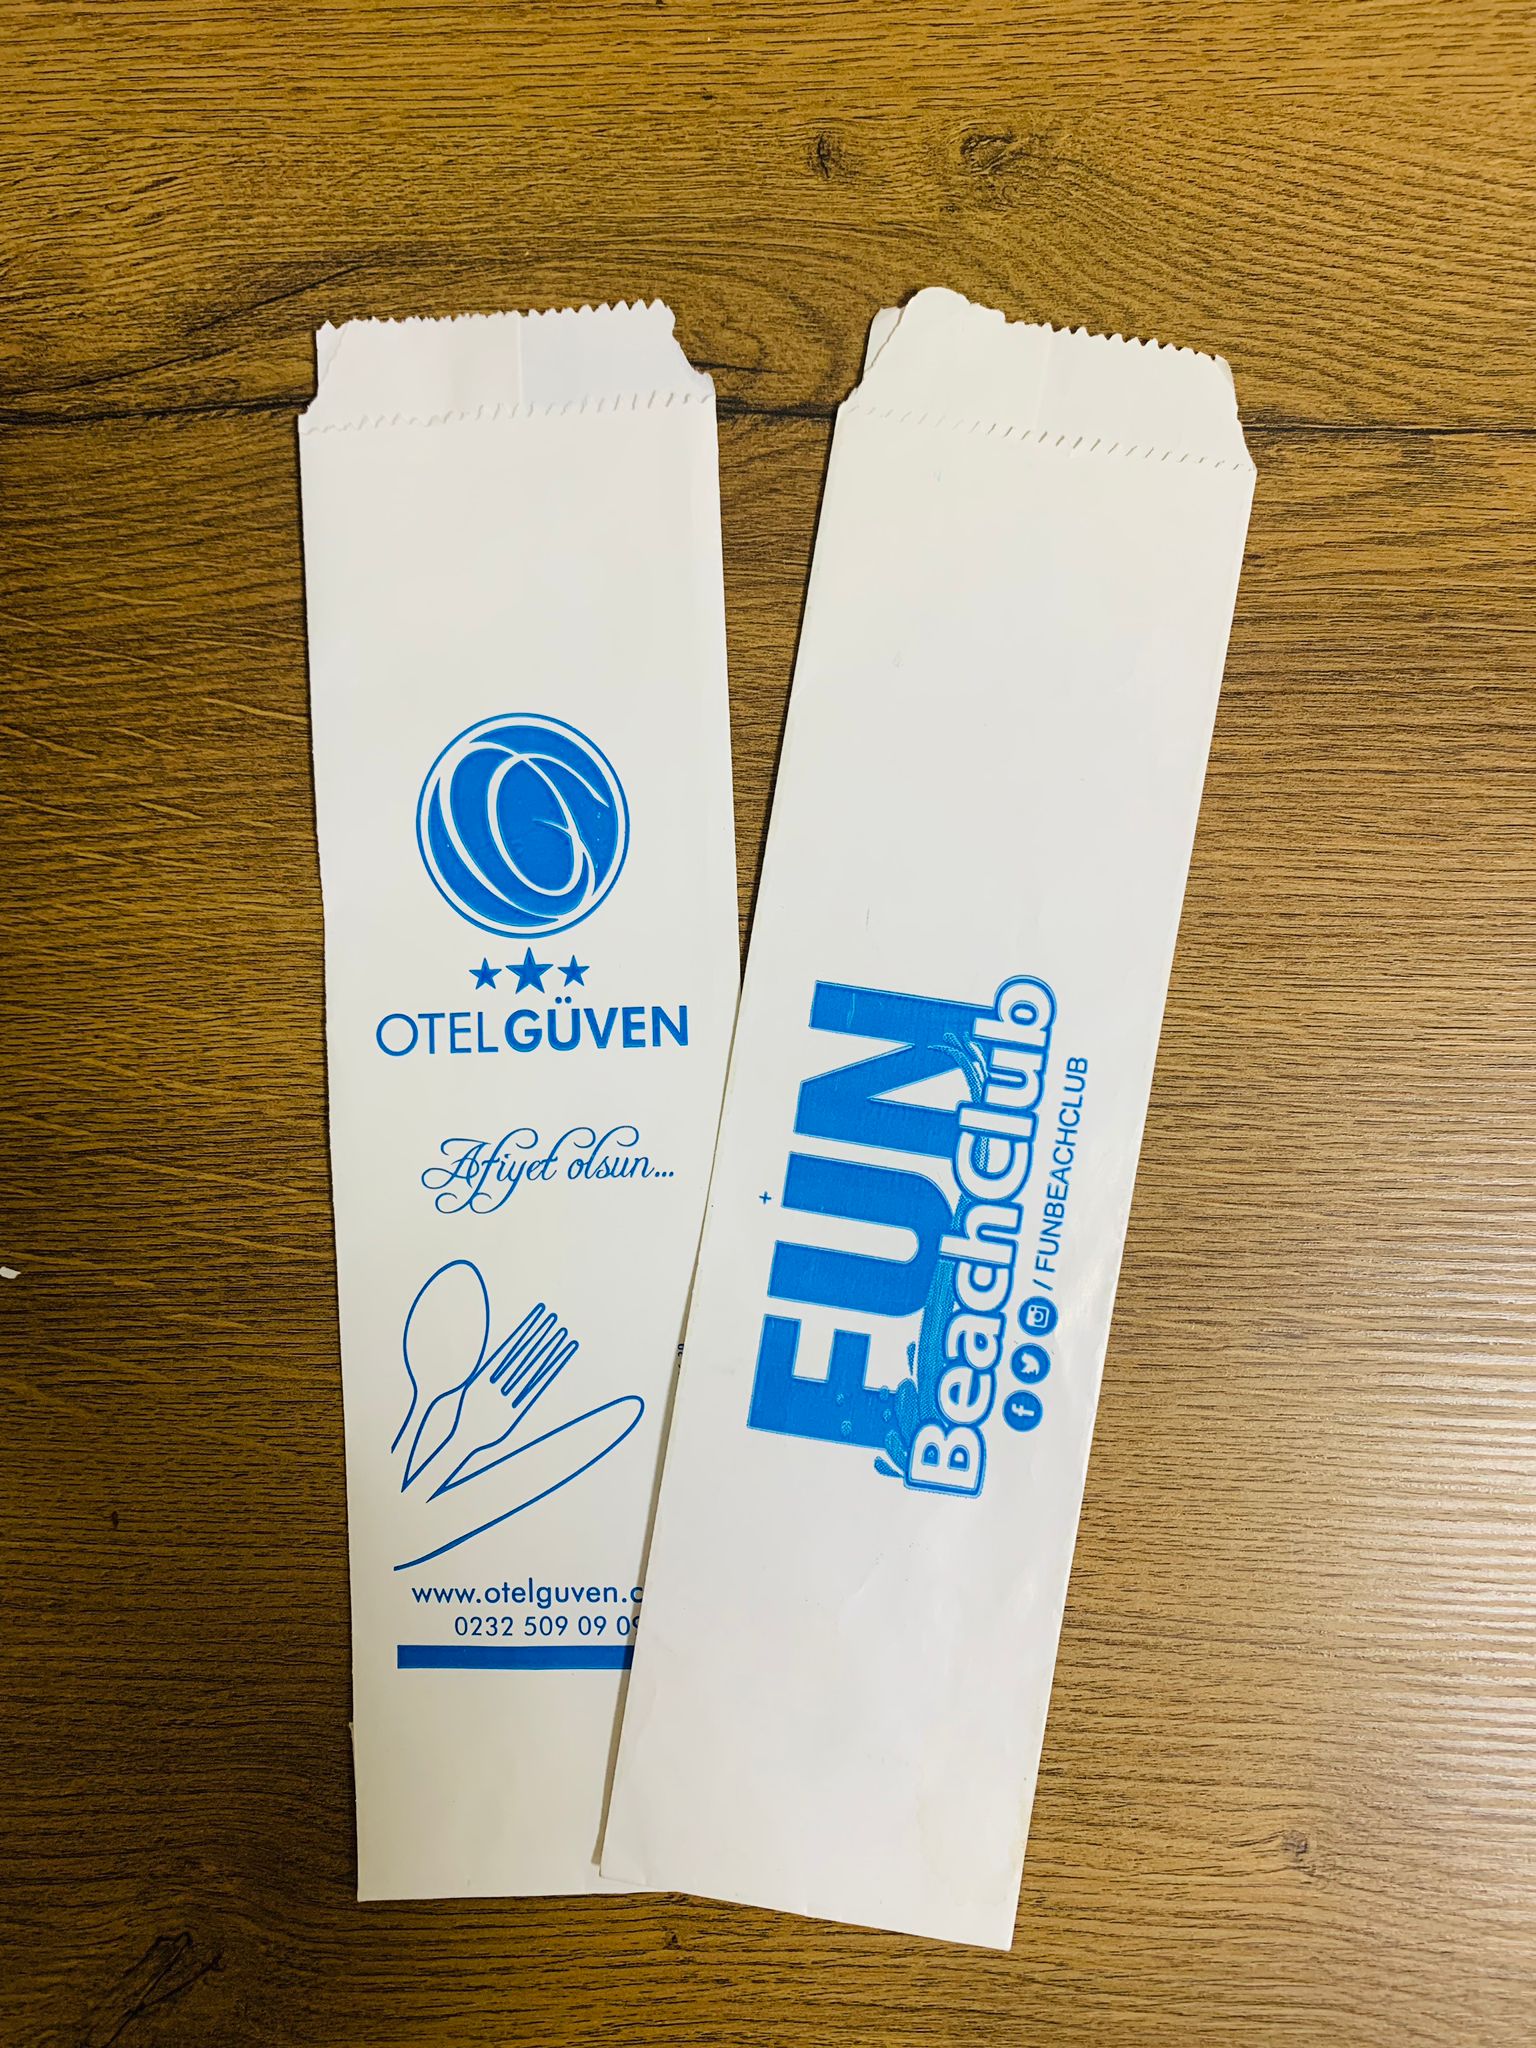 OTEL GÜVEN
Afiyet olsun...
www.otelguven.c
0232 509 09 09
FUN
BeachClub
/ FUNBEACHCLUB